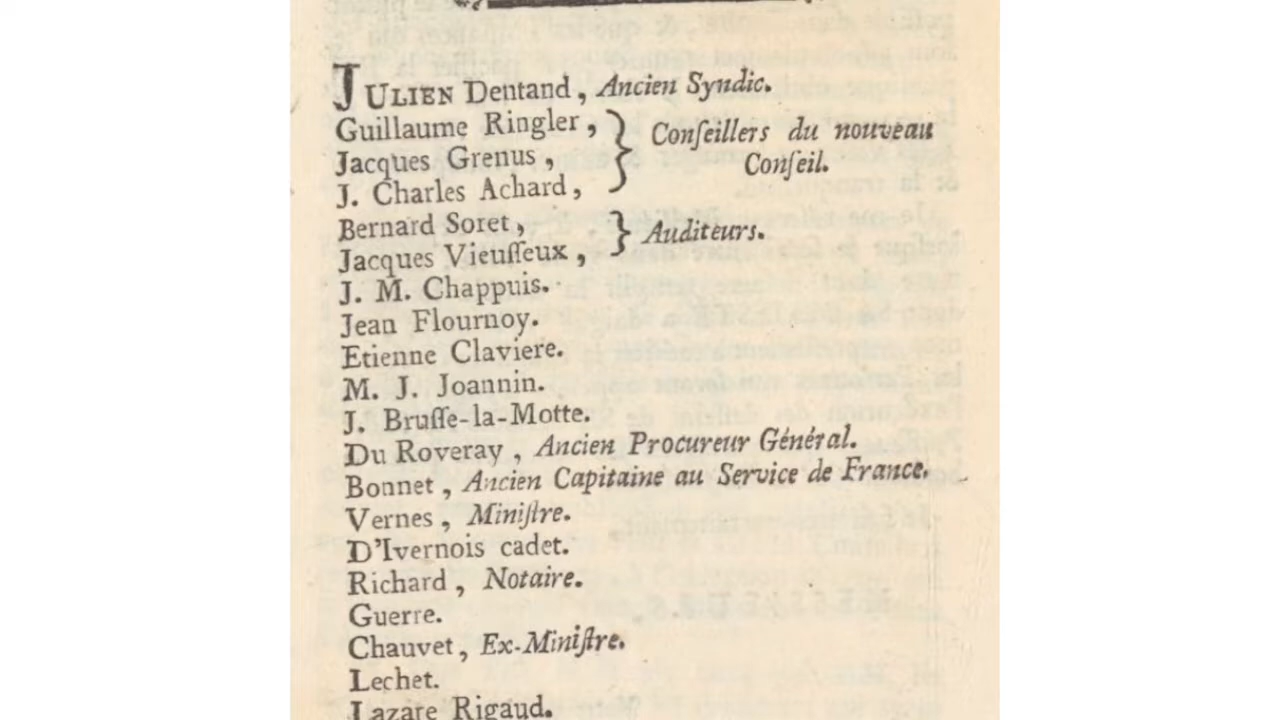 JULIEN Dentand, Ancien Syndic.
Guillaume Ringler, } Conſeillers du nouveau
Jacques Grenus, Conſeil.
J. Charles Achard,
Bernard Soret, } Auditeurs.
Jacques Vieuſſeux,
J. M. Chappuis.
Jean Flournoy.
Etienne Claviere.
M. J. Joannin.
J. Bruſſe-la-Motte.
Du Roveray, Ancien Procureur Général.
Bonnet, Ancien Capitaine au Service de France.
Vernes, Miniſtre.
D'Ivernois cadet.
Richard, Notaire.
Guerre.
Chauvet, Ex-Miniſtre.
Lechet.
Lazare Rigaud.